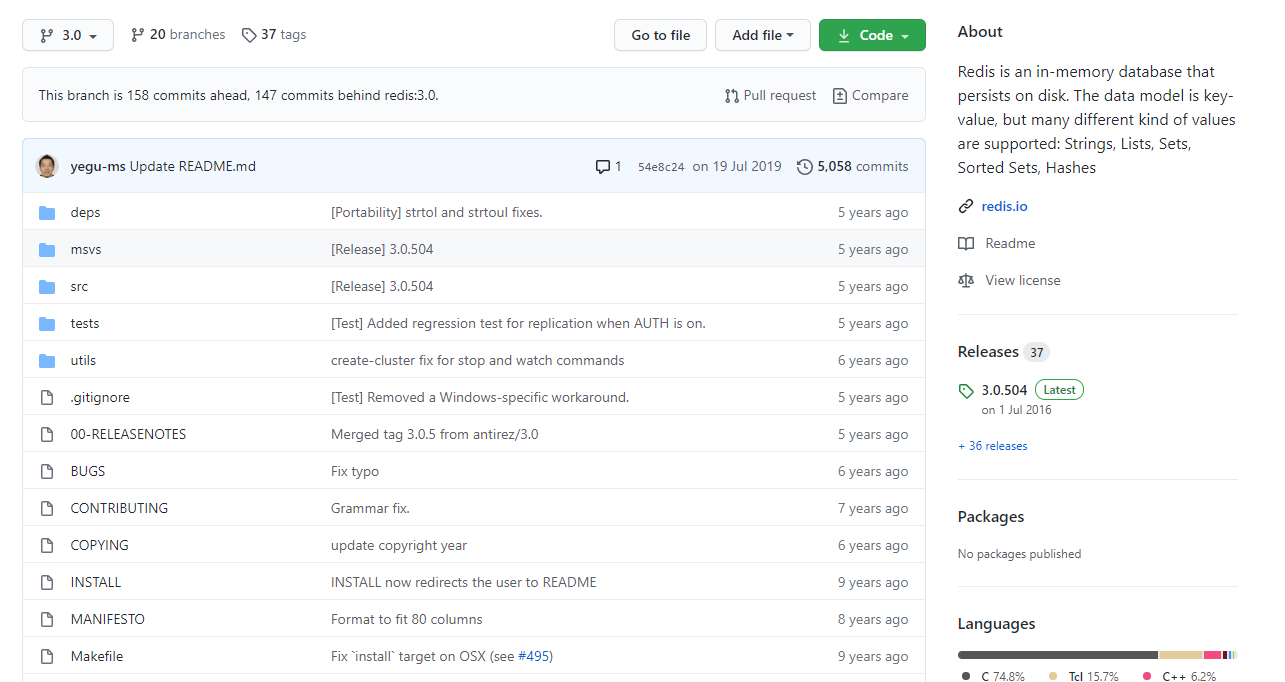 3.0 20 branches 37 tags Go to file Add file Code
This branch is 158 commits ahead, 147 commits behind redis:3.0. Pull request Compare
yegu-ms Update README.md 1 54e8c24 on 19 Jul 2019 5,058 commits
deps [Portability] strtol and strtoul fixes. 5 years ago
msvs [Release] 3.0.504 5 years ago
src [Release] 3.0.504 5 years ago
tests [Test] Added regression test for replication when AUTH is on. 5 years ago
utils create-cluster fix for stop and watch commands 6 years ago
.gitignore [Test] Removed a Windows-specific workaround. 5 years ago
00-RELEASENOTES Merged tag 3.0.5 from antirez/3.0 5 years ago
BUGS Fix typo 6 years ago
CONTRIBUTING Grammar fix. 7 years ago
COPYING update copyright year 6 years ago
INSTALL INSTALL now redirects the user to README 9 years ago
MANIFESTO Format to fit 80 columns 8 years ago
Makefile Fix `install` target on OSX (see #495) 9 years ago
About
Redis is an in-memory database that
persists on disk. The data model is key-
value, but many different kind of values
are supported: Strings, Lists, Sets,
Sorted Sets, Hashes
redis.io
Readme
View license
Releases 37
3.0.504 Latest
on 1 Jul 2016
+ 36 releases
Packages
No packages published
Languages
C 74.8% Tcl 15.7% C++ 6.2%